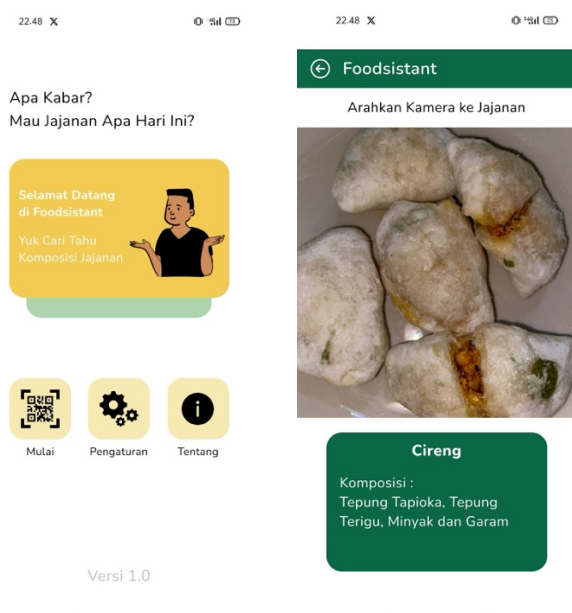 22.48
75
Apa Kabar?
Mau Jajanan Apa Hari Ini?
Selamat Datang
di Foodsistant
Yuk Cari Tahu
Komposisi Jajanan
Mulai
Pengaturan
Tentang
Versi 1.0
22.48
75
Foodsistant
Arahkan Kamera ke Jajanan
Cireng
Komposisi :
Tepung Tapioka, Tepung
Terigu, Minyak dan Garam